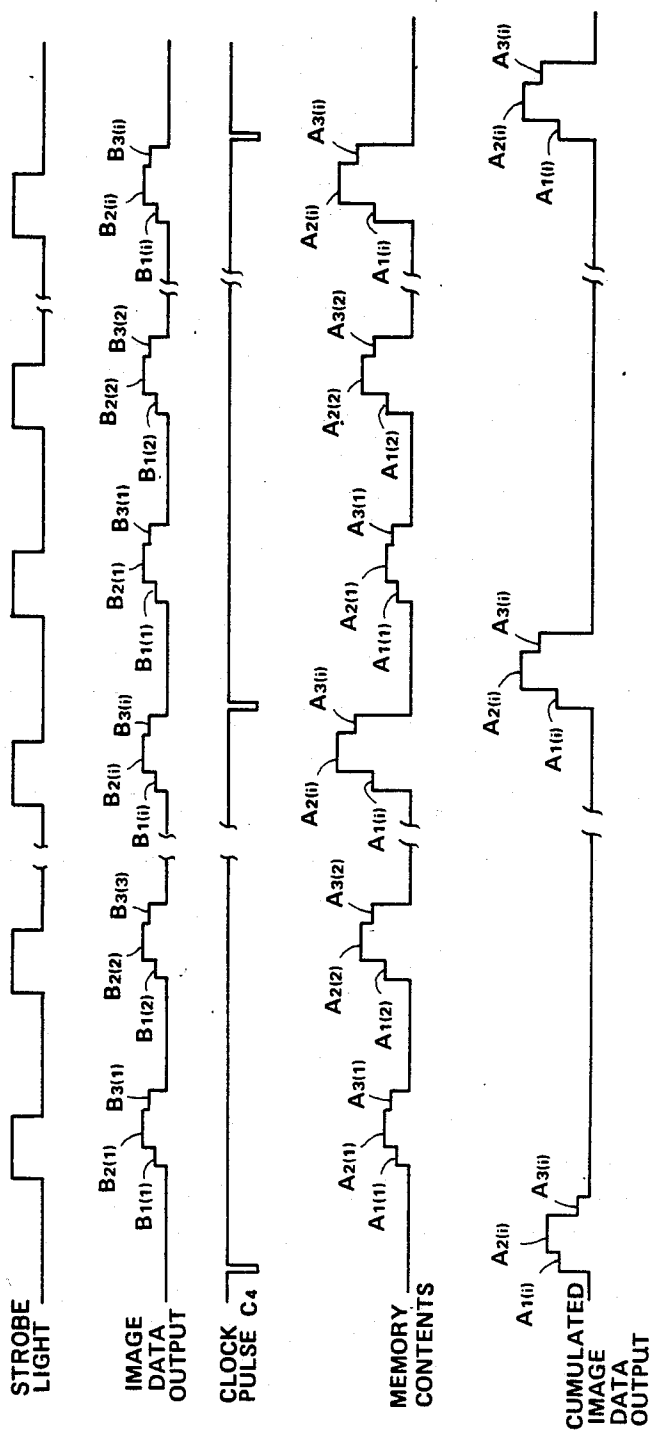 STROBE
LIGHT
IMAGE
DATA
OUTPUT
B1(1)
B2(1)
B3(1)
B1(2)
B2(2)
B3(3)
B1(i)
B2(i)
B3(i)
B1(1)
B2(1)
B3(1)
B1(2)
B2(2)
B3(2)
B1(i)
B2(i)
B3(i)
CLOCK
PULSE C4
MEMORY
CONTENTS
A1(1)
A2(1)
A3(1)
A1(2)
A2(2)
A3(2)
A1(i)
A2(i)
A3(i)
A1(1)
A2(1)
A3(1)
A1(2)
A2(2)
A3(2)
A1(i)
A2(i)
A3(i)
CUMULATED
IMAGE
DATA
OUTPUT
A1(i)
A2(i)
A3(i)
A1(i)
A2(i)
A3(i)
A1(i)
A2(i)
A3(i)